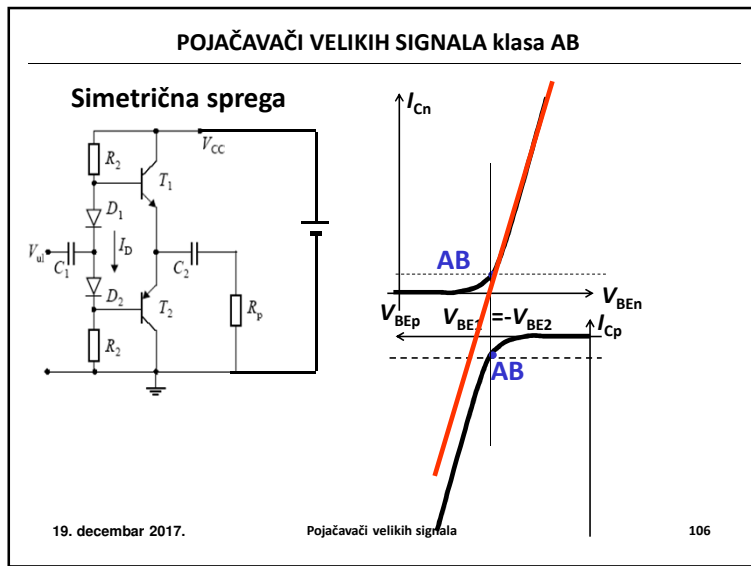 POJAČAVAČI VELIKIH SIGNALA klasa AB
Simetrična sprega
R2
VCC
T1
D1
ID
Vul
C1
C2
D2
T2
Rp
R2
ICn
AB
VBEn
VBEp VBE1 =-VBE2
ICp
AB
19. decembar 2017. Pojačavači velikih signala 106